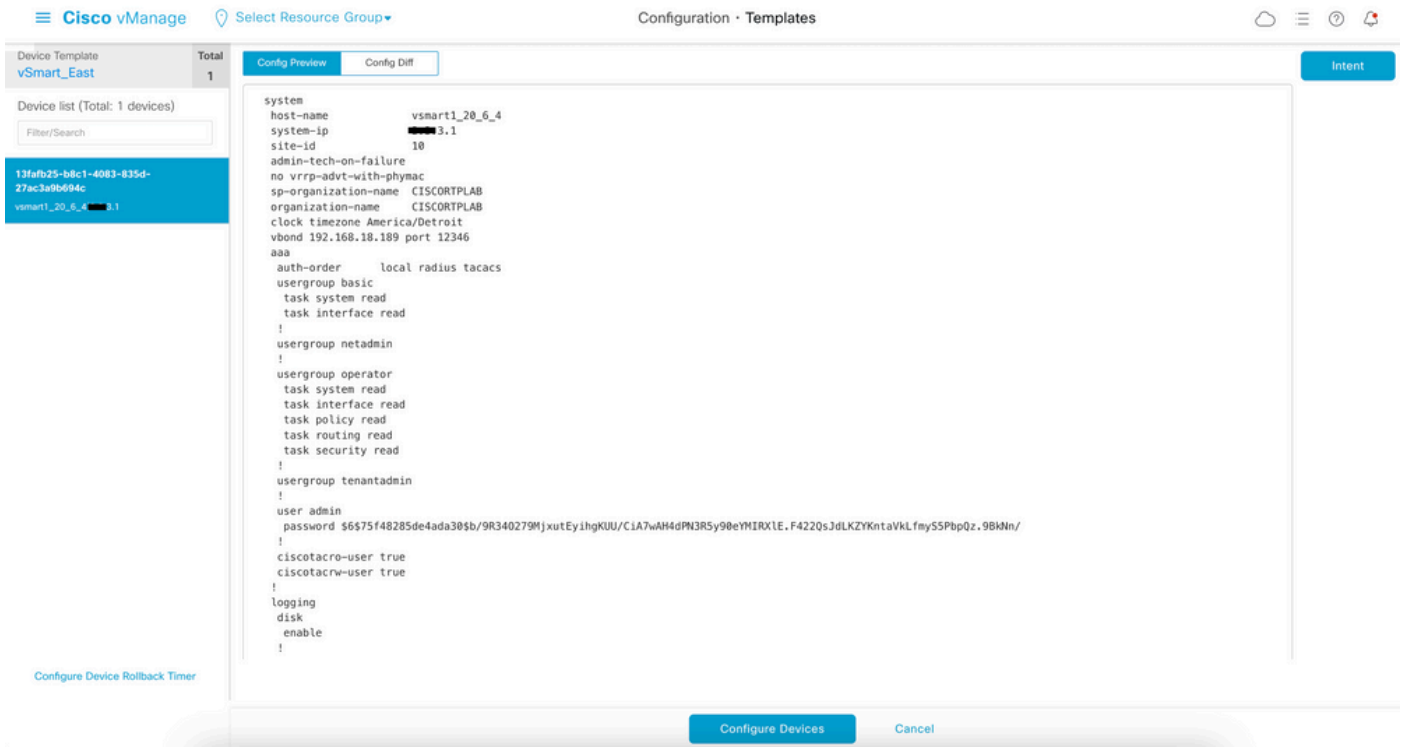 Cisco vManage
Select Resource Group
Configuration · Templates
Device Template
vSmart_East
Total
1
Device list (Total: 1 devices)
Filter/Search
13fafb25-b8c1-4083-835d-
27ac3a9b694c
vsmart1_20_6_4 3.1
Configure Device Rollback Timer
Config Preview
Config Diff
Intent
system
host-name vsmart1_20_6_4
system-ip 3.1
site-id 10
admin-tech-on-failure
no vrrp-advt-with-phymac
sp-organization-name CISCORTPLAB
organization-name CISCORTPLAB
clock timezone America/Detroit
vbond 192.168.18.189 port 12346
aaa
auth-order local radius tacacs
usergroup basic
task system read
task interface read
!
usergroup netadmin
!
usergroup operator
task system read
task interface read
task policy read
task routing read
task security read
!
usergroup tenantadmin
!
user admin
password $6$75f48285de4ada30$b/9R340279MjxutEyihgKUU/CiA7wAH4dPN3R5y90eYMIRXlE.F422QsJdLKZYKntaVkLfmyS5PbpQz.9BkNn/
!
ciscotacro-user true
ciscotacrw-user true
!
logging
disk
enable
!
Configure Devices
Cancel